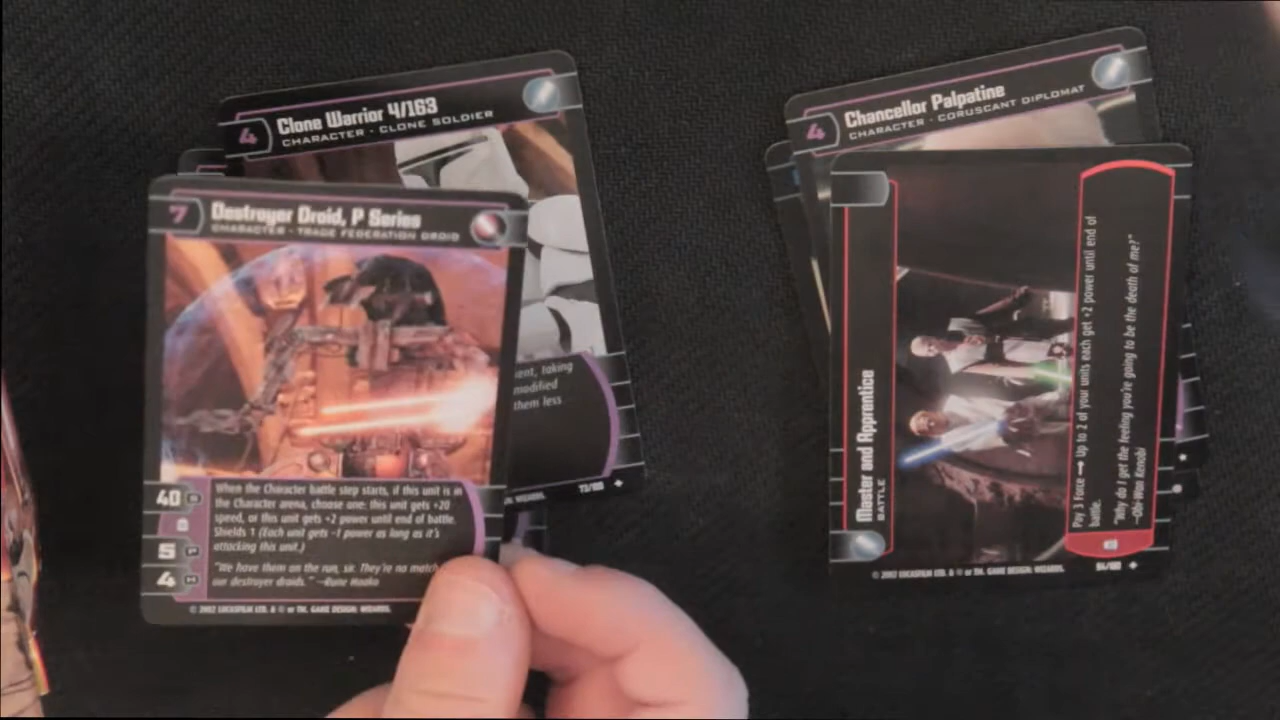 4 Clone Warrior 4/163
CHARACTER - CLONE SOLDIER
ent, taking
modified
them less
WIZARDS.
7 Destroyer Droid, P Series
CHARACTER - TRADE FEDERATION DROID
40
5
4
When the Character battle step starts, if this unit is in
the Character arena, choose one: this unit gets +20
speed, or this unit gets +2 power until end of battle.
Shields 1 (Each unit gets -1 power as long as it's
attacking this unit.)
"We have them on the run, sir. They're no match
our destroyer droids." —Rune Haako
© 2002 LUCASFILM LTD. & ® or TM. GAME DESIGN: WIZARDS.
4 Chancellor Palpatine
CHARACTER - CORUSCANT DIPLOMAT
Master and Apprentice
BATTLE
Pay 3 Force → Up to 2 of your units each get +2 power until end of
battle.
"Why do I get the feeling you're going to be the death of me?"
—Obi-Wan Kenobi
© 2002 LUCASFILM LTD. & ® or TM. GAME DESIGN: WIZARDS.